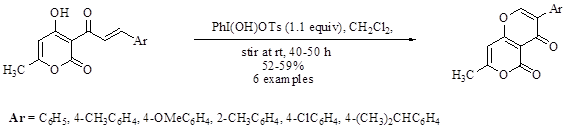 OH O
Ar
H₃C O O
PhI(OH)OTs (1.1 equiv), CH₂Cl₂,
stir at rt, 40-50 h
52-59%
6 examples
O Ar
O
H₃C O O
Ar = C₆H₅, 4-CH₃C₆H₄, 4-OMeC₆H₄, 2-CH₃C₆H₄, 4-ClC₆H₄, 4-(CH₃)₂CHC₆H₄